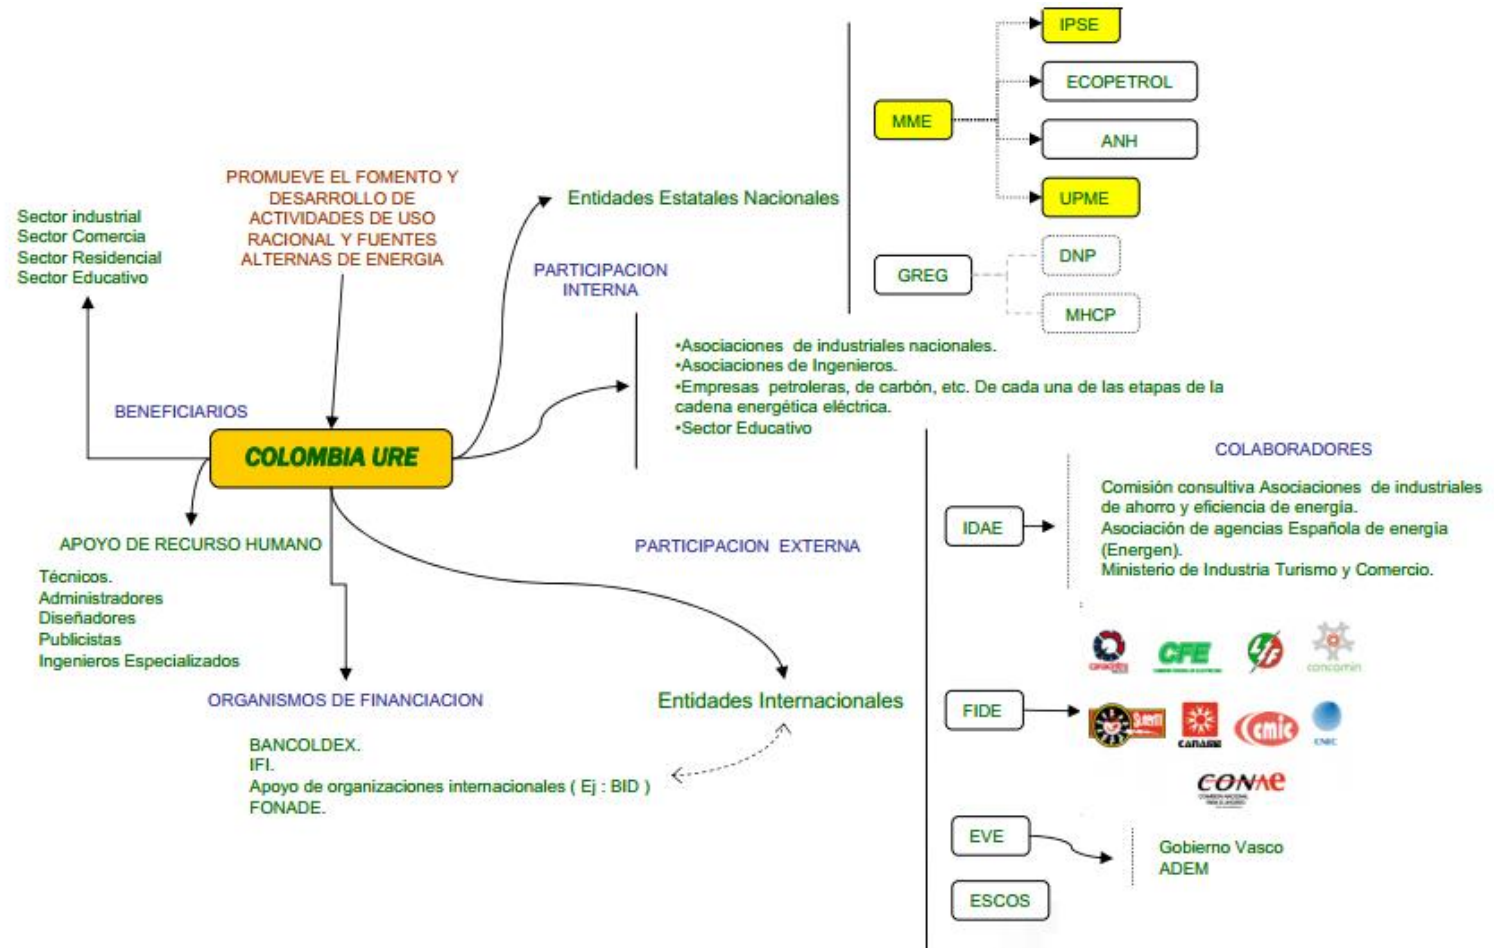 IPSE
ECOPETROL
MME
ANH
UPME
Entidades Estatales Nacionales
DNP
GREG
MHCP
PROMUEVE EL FOMENTO Y
DESARROLLO DE
ACTIVIDADES DE USO
RACIONAL Y FUENTES
ALTERNAS DE ENERGIA
Sector industrial
Sector Comercia
Sector Residencial
Sector Educativo
PARTICIPACION
INTERNA
•Asociaciones de industriales nacionales.
•Asociaciones de Ingenieros.
•Empresas petroleras, de carbón, etc. De cada una de las etapas de la
cadena energética eléctrica.
•Sector Educativo
BENEFICIARIOS
COLOMBIA URE
COLABORADORES
Comisión consultiva Asociaciones de industriales
de ahorro y eficiencia de energía.
Asociación de agencias Española de energía
(Energen).
Ministerio de Industria Turismo y Comercio.
IDAE
APOYO DE RECURSO HUMANO
Técnicos.
Administradores
Diseñadores
Publicistas
Ingenieros Especializados
PARTICIPACION EXTERNA
CFE
concamin
ORGANISMOS DE FINANCIACION
Entidades Internacionales
FIDE
cmic
CONAE
BANCOLDEX.
IFI.
Apoyo de organizaciones internacionales ( Ej : BID )
FONADE.
EVE
Gobierno Vasco
ADEM
ESCOS